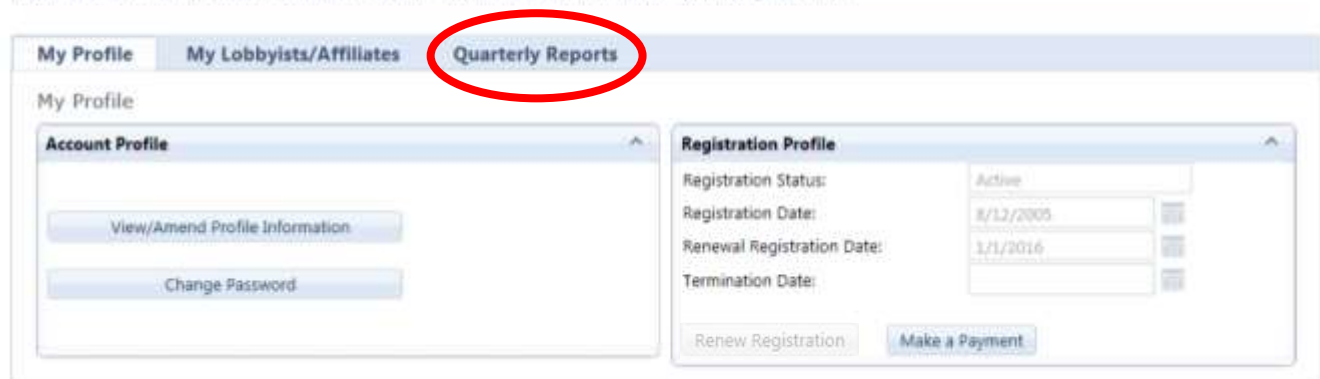 My Profile My Lobbyists/Affiliates Quarterly Reports
My Profile
Account Profile
View/Amend Profile Information
Change Password
Registration Profile
Registration Status: Active
Registration Date: 8/12/2005
Renewal Registration Date: 1/1/2016
Termination Date:
Renew Registration Make a Payment